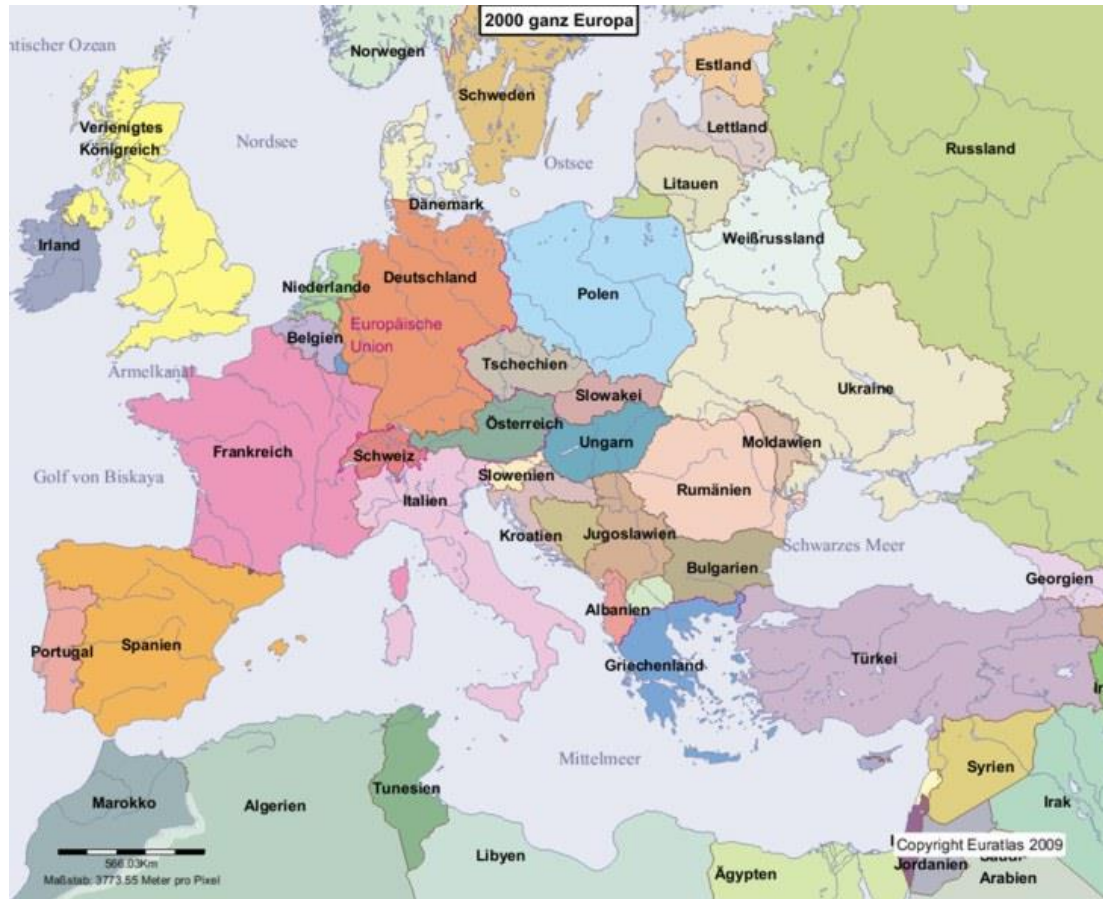 2000 ganz Europa
ntischer Ozean
Norwegen
Schweden
Estland
Lettland
Russland
Verienigtes
Königreich
Nordsee
Ostsee
Litauen
Dänemark
Irland
Weißrussland
Niederlande
Deutschland
Polen
Europäische
Union
Belgien
Tschechien
Ärmelkanal
Slowakei
Ukraine
Österreich
Ungarn
Moldawien
Frankreich
Schweiz
Golf von Biskaya
Slowenien
Rumänien
Italien
Kroatien
Jugoslawien
Schwarzes Meer
Bulgarien
Georgien
Albanien
Portugal
Spanien
Griechenland
Türkei
Mittelmeer
Syrien
Marokko
Algerien
Tunesien
Irak
Copyright Euratlas 2009
566.03Km
Maßstab: 3773.55 Meter pro Pixel
Libyen
Ägypten
Jordanien
Arabien